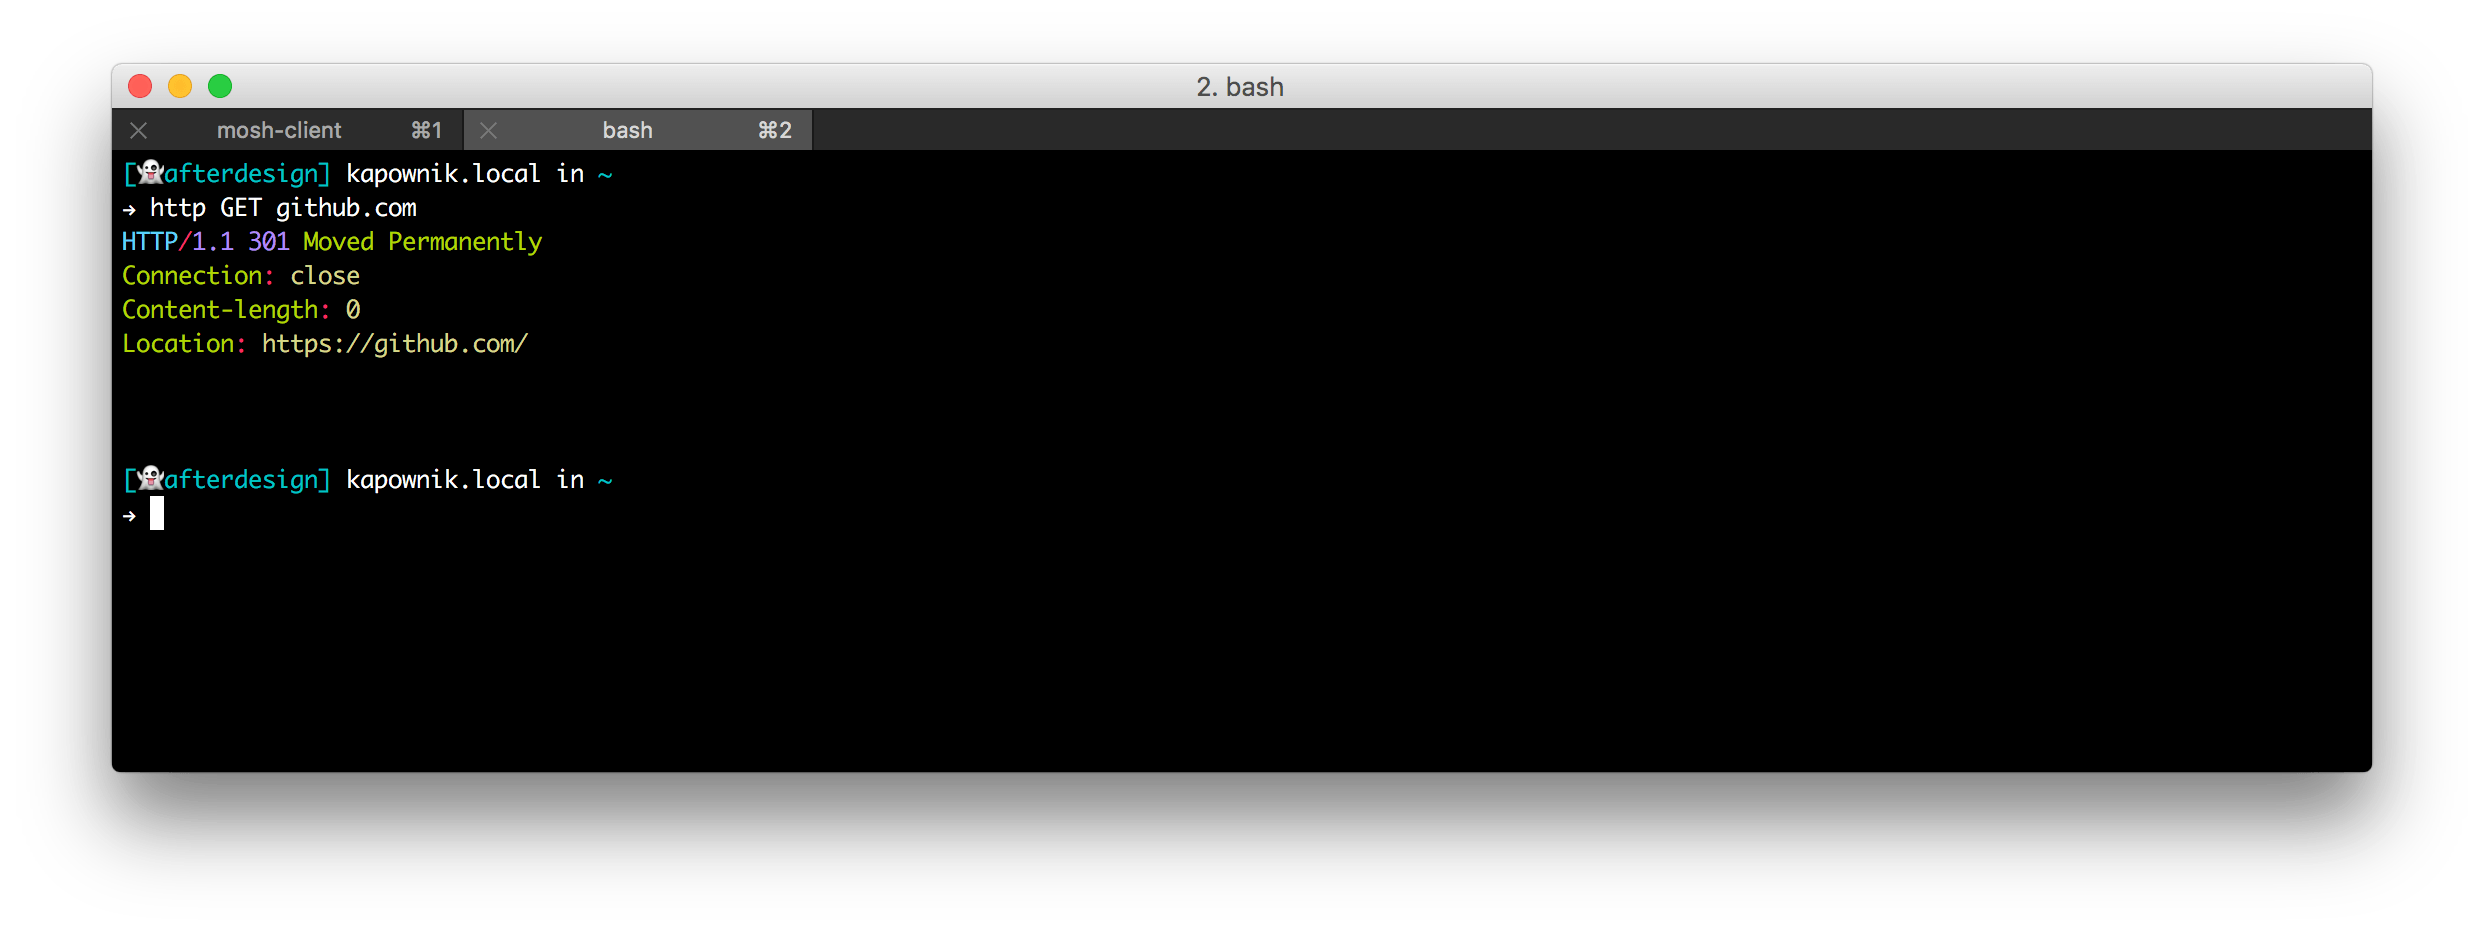 2. bash
mosh-client ⌘1 bash ⌘2
[👻afterdesign] kapownik.local in ~
→ http GET github.com
HTTP/1.1 301 Moved Permanently
Connection: close
Content-length: 0
Location: https://github.com/
[👻afterdesign] kapownik.local in ~
→